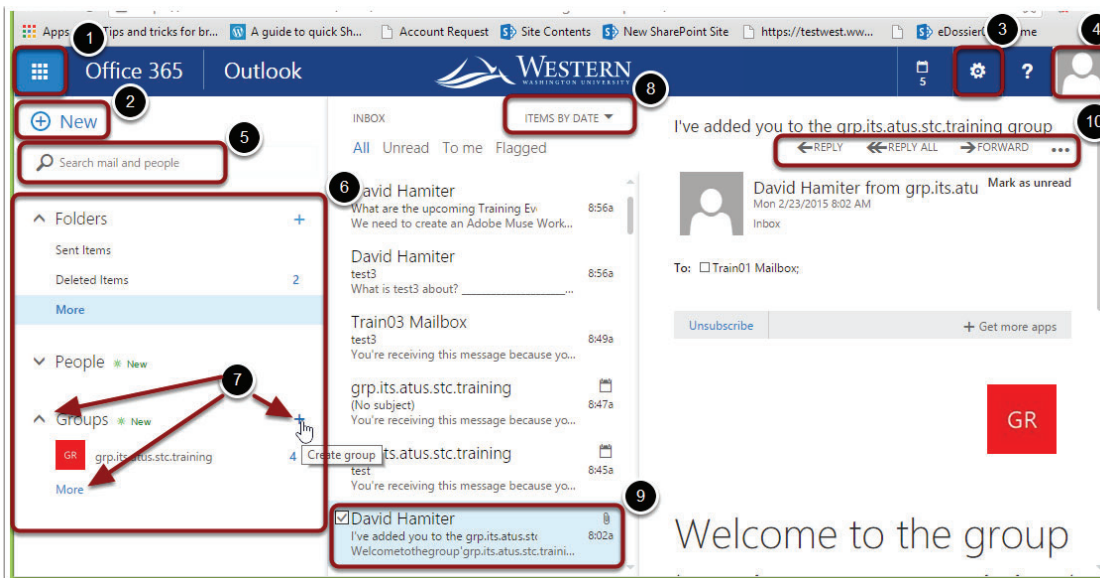 Apps
Tips and tricks for br...
A guide to quick Sh...
Account Request
Site Contents
New SharePoint Site
https://testwest.ww...
eDossier
me
1
3
4
Office 365
Outlook
WESTERN
WASHINGTON UNIVERSITY
5
?
2
8
New
INBOX
ITEMS BY DATE
10
I've added you to the grp.its.atus.stc.training group
5
All Unread To me Flagged
REPLY
REPLY ALL
FORWARD
...
Search mail and people
6
Folders
+
Sent Items
Deleted Items
2
More
People
New
7
Groups
New
+
GR
grp.its.atus.stc.training
4
Create group
More
David Hamiter
What are the upcoming Training Ev
8:56a
We need to create an Adobe Muse Work...
David Hamiter
test3
8:56a
What is test3 about? ____________________...
Train03 Mailbox
test3
8:49a
You're receiving this message because yo...
grp.its.atus.stc.training
(No subject)
8:47a
You're receiving this message because yo...
ts.atus.stc.training
test
8:45a
You're receiving this message because yo...
9
David Hamiter
I've added you to the grp.its.atus.stc
8:02a
Welcometothegroup'grp.its.atus.stc.traini...
David Hamiter from grp.its.atu
Mark as unread
Mon 2/23/2015 8:02 AM
Inbox
To: Train01 Mailbox;
Unsubscribe
+ Get more apps
GR
Welcome to the group